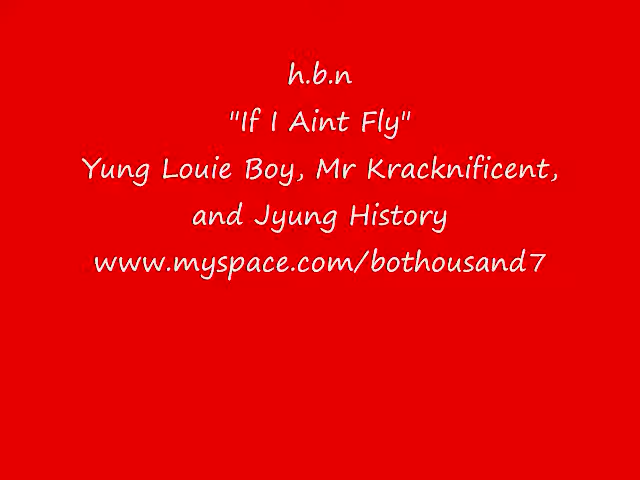 h.b.n
"If I Aint Fly"
Yung Louie Boy, Mr Kracknificent,
and Jyung History
www.myspace.com/bothousand7